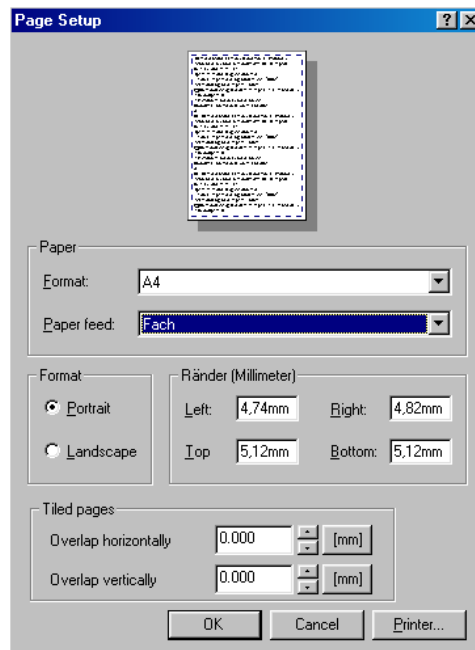 Page Setup
Paper
Format: A4
Paper feed: Fach
Format
Portrait
Landscape
Ränder (Millimeter)
Left: 4,74mm Right: 4,82mm
Top 5,12mm Bottom: 5,12mm
Tiled pages
Overlap horizontally 0.000 [mm]
Overlap vertically 0.000 [mm]
OK Cancel Printer...